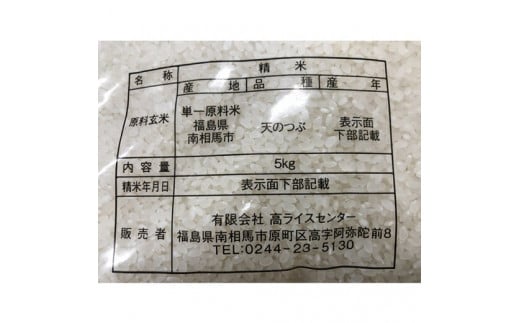 名称 精米
産地 品種 産年
原料玄米
単一原料米
福島県 天のつぶ 表示面
南相馬市 下部記載
内容量 5kg
精米年月日 表示面下部記載
販売者
有限会社 高ライスセンター
福島県南相馬市原町区高字阿弥陀前8
TEL:0244-23-5130